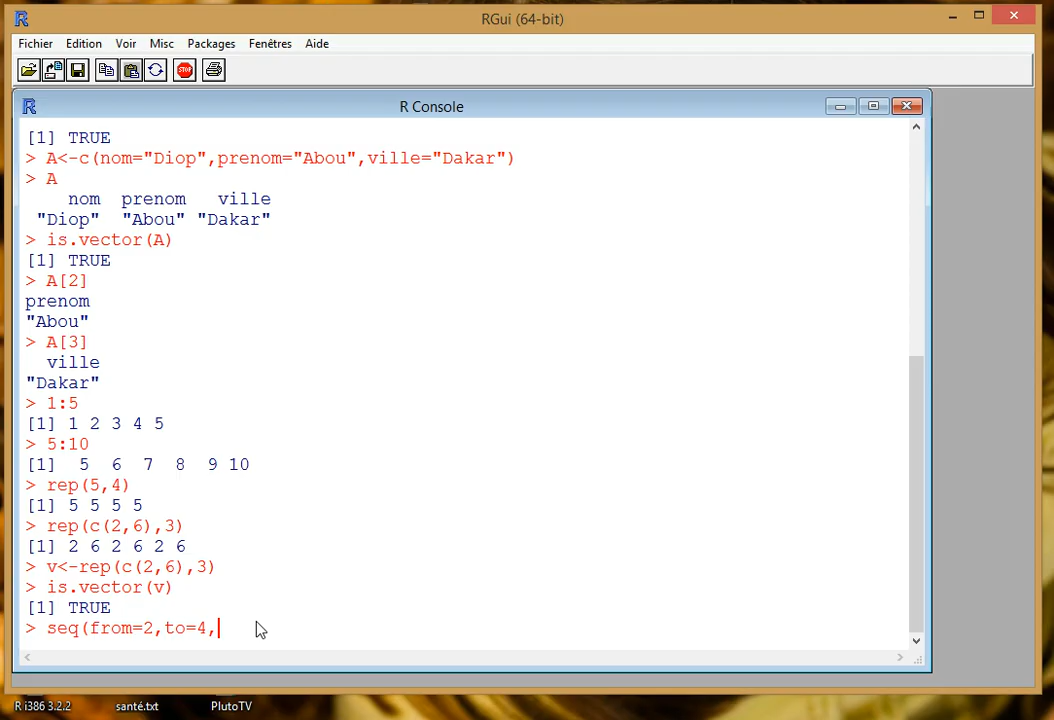 RGui (64-bit)
Fichier Edition Voir Misc Packages Fenêtres Aide
STOP
R Console
[1] TRUE
> A<-c(nom="Diop",prenom="Abou",ville="Dakar")
> A
    nom  prenom   ville
 "Diop"  "Abou" "Dakar"
> is.vector(A)
[1] TRUE
> A[2]
prenom
"Abou"
> A[3]
  ville
"Dakar"
> 1:5
[1] 1 2 3 4 5
> 5:10
[1]  5  6  7  8  9 10
> rep(5,4)
[1] 5 5 5 5
> rep(c(2,6),3)
[1] 2 6 2 6 2 6
> v<-rep(c(2,6),3)
> is.vector(v)
[1] TRUE
> seq(from=2,to=4,
R i386 3.2.2 santé.txt PlutoTV